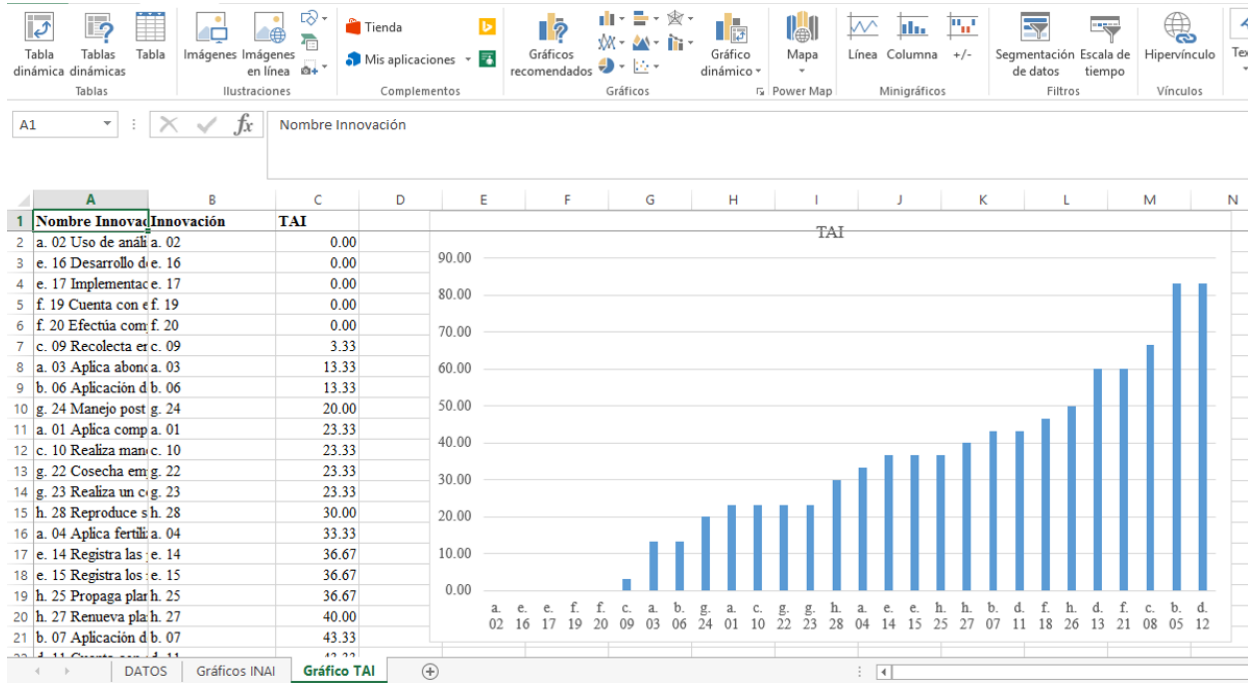 Tabla dinámica
Tablas dinámicas
Tabla
Imágenes
Imágenes en línea
Tienda
Mis aplicaciones
Gráficos recomendados
Gráfico dinámico
Mapa
Línea
Columna
+/-
Segmentación de datos
Escala de tiempo
Hipervínculo
Tablas
Ilustraciones
Complementos
Gráficos
Power Map
Minigráficos
Filtros
Vínculos
A1
fx
Nombre Innovación
A B C D E F G H I J K L M N
1 Nombre Innovac Innovación TAI
2 a. 02 Uso de análi a. 02 0.00
3 e. 16 Desarrollo d e. 16 0.00
4 e. 17 Implementac e. 17 0.00
5 f. 19 Cuenta con e f. 19 0.00
6 f. 20 Efectúa com f. 20 0.00
7 c. 09 Recolecta en c. 09 3.33
8 a. 03 Aplica abono a. 03 13.33
9 b. 06 Aplicación d b. 06 13.33
10 g. 24 Manejo post g. 24 20.00
11 a. 01 Aplica comp a. 01 23.33
12 c. 10 Realiza man c. 10 23.33
13 g. 22 Cosecha em g. 22 23.33
14 g. 23 Realiza un c g. 23 23.33
15 h. 28 Reproduce s h. 28 30.00
16 a. 04 Aplica fertili a. 04 33.33
17 e. 14 Registra las e. 14 36.67
18 e. 15 Registra los e. 15 36.67
19 h. 25 Propaga plan h. 25 36.67
20 h. 27 Renueva pla h. 27 40.00
21 b. 07 Aplicación d b. 07 43.33
TAI
90.00
80.00
70.00
60.00
50.00
40.00
30.00
20.00
10.00
0.00
a. e. e. f. f. c. a. b. g. a. c. g. g. h. a. e. e. h. h. b. d. f. h. d. f. c. b. d.
02 16 17 19 20 09 03 06 24 01 10 22 23 28 04 14 15 25 27 07 11 18 26 13 21 08 05 12
DATOS
Gráficos INAI
Gráfico TAI